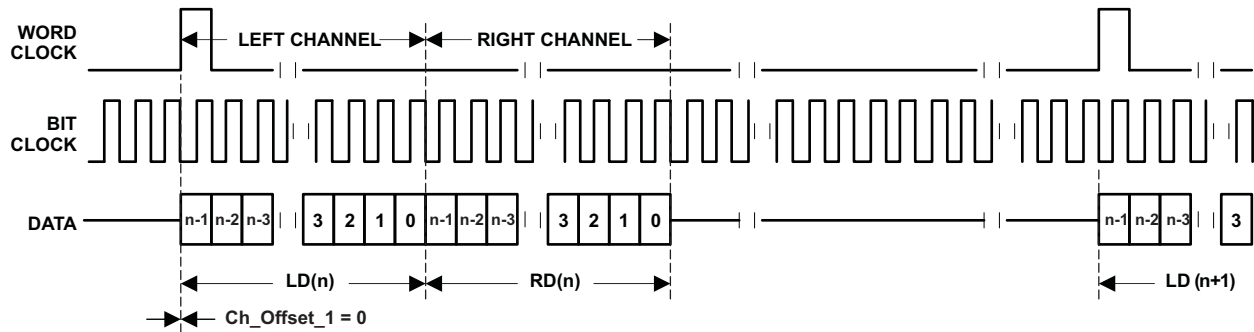 WORD
CLOCK
LEFT CHANNEL
RIGHT CHANNEL
BIT
CLOCK
DATA
n-1 n-2 n-3 3 2 1 0 n-1 n-2 n-3 3 2 1 0 n-1 n-2 n-3 3
LD(n)
RD(n)
LD (n+1)
Ch_Offset_1 = 0